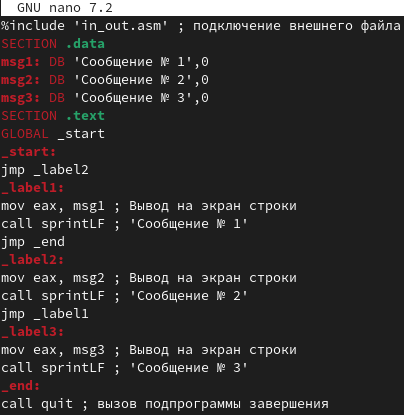 GNU nano 7.2
%include 'in_out.asm' ; подключение внешнего файла
SECTION .data
msg1: DB 'Сообщение № 1',0
msg2: DB 'Сообщение № 2',0
msg3: DB 'Сообщение № 3',0
SECTION .text
GLOBAL _start
_start:
jmp _label2
_label1:
mov eax, msg1 ; Вывод на экран строки
call sprintLF ; 'Сообщение № 1'
jmp _end
_label2:
mov eax, msg2 ; Вывод на экран строки
call sprintLF ; 'Сообщение № 2'
jmp _label1
_label3:
mov eax, msg3 ; Вывод на экран строки
call sprintLF ; 'Сообщение № 3'
_end:
call quit ; вызов подпрограммы завершения